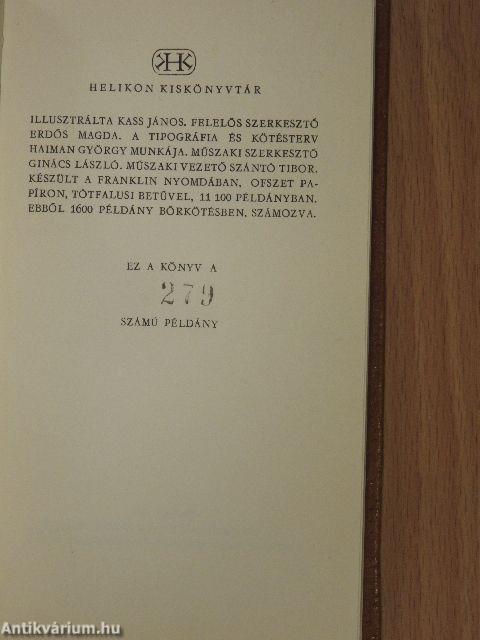 HK
HELIKON KISKÖNYVTÁR
ILLUSZTRÁLTA KASS JÁNOS. FELELŐS SZERKESZTŐ
ERDŐS MAGDA. A TIPOGRÁFIA ÉS KÖTÉSTERV
HAIMAN GYÖRGY MUNKÁJA. MŰSZAKI SZERKESZTŐ
GINÁCS LÁSZLÓ. MŰSZAKI VEZETŐ SZÁNTÓ TIBOR.
KÉSZÜLT A FRANKLIN NYOMDÁBAN, OFSZET PA-
PÍRON, TÓTFALUSI BETŰVEL, 11 100 PÉLDÁNYBAN.
EBBŐL 1600 PÉLDÁNY BŐRKÖTÉSBEN, SZÁMOZVA.
EZ A KÖNYV A
279
SZÁMÚ PÉLDÁNY
Antikvárium.hu